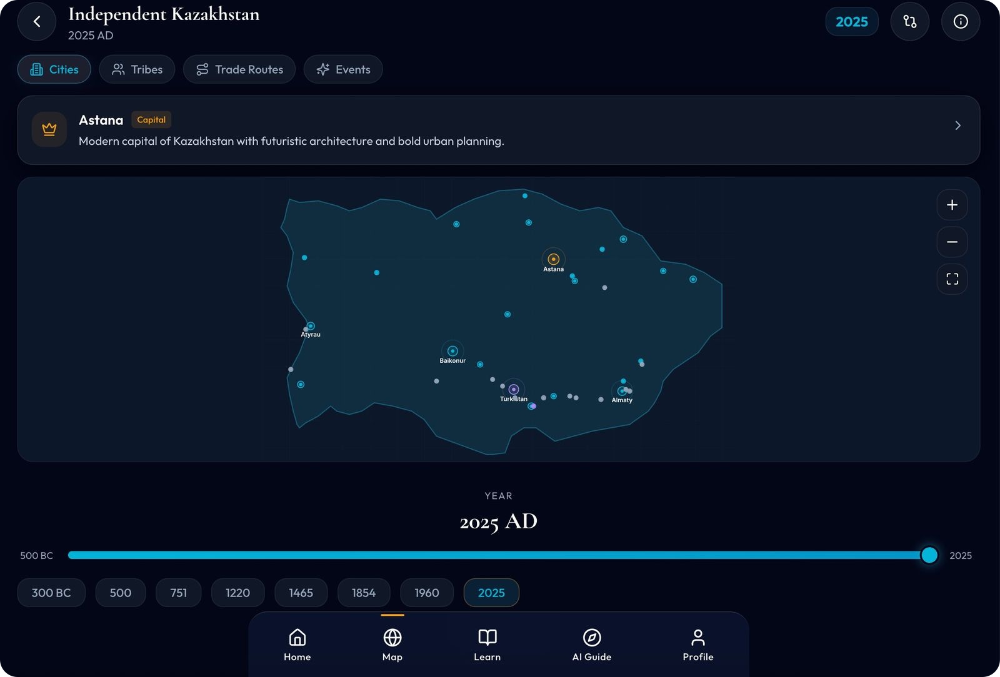 Independent Kazakhstan
2025 AD
2025
Cities
Tribes
Trade Routes
Events
Astana
Capital
Modern capital of Kazakhstan with futuristic architecture and bold urban planning.
Astana
Atyrau
Baikonur
Turkistan
Almaty
YEAR
2025 AD
500 BC
2025
300 BC
500
751
1220
1465
1854
1960
2025
Home
Map
Learn
AI Guide
Profile